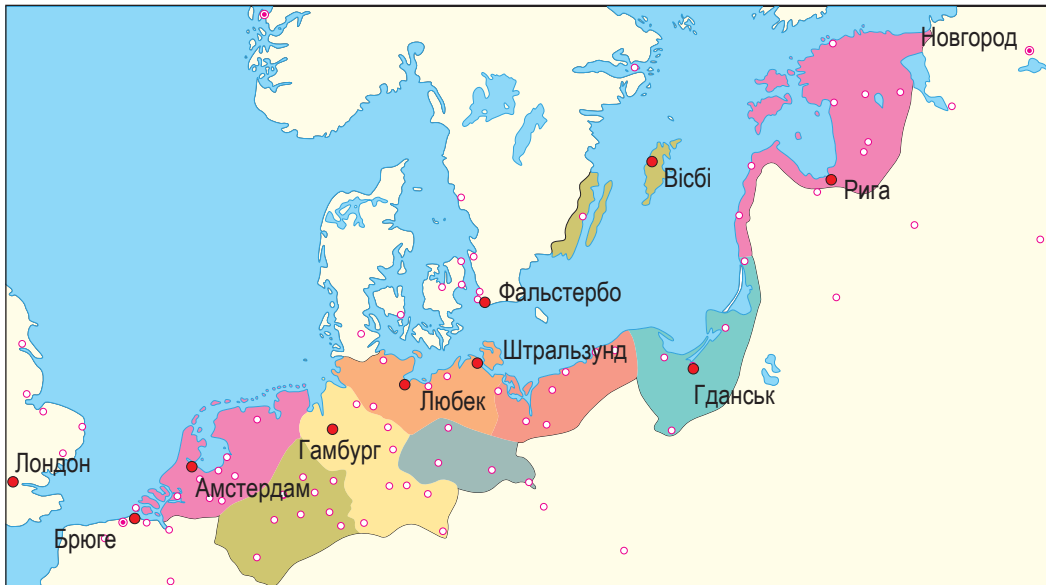 Новгород
Вісбі
Рига
Фальстербо
Штральзунд
Любек
Гданськ
Гамбург
Лондон
Амстердам
Брюге